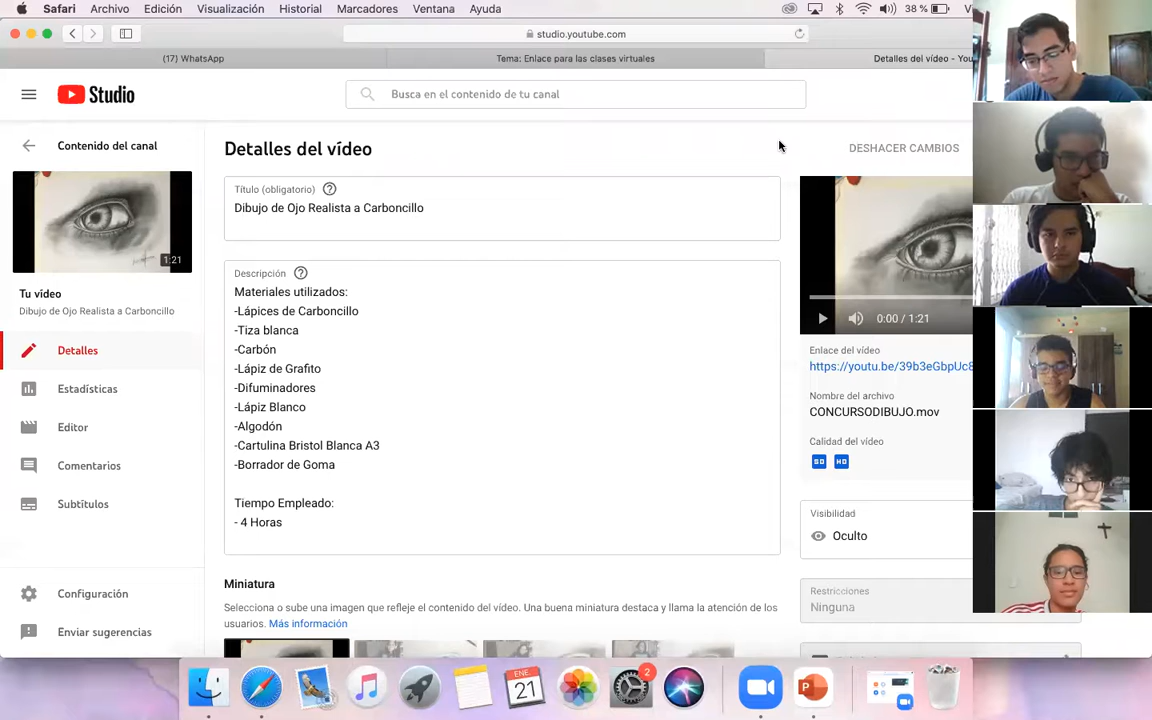 Safari Archivo Edición Visualización Historial Marcadores Ventana Ayuda 38 %
studio.youtube.com
(17) WhatsApp
Tema: Enlace para las clases virtuales
Detalles del vídeo - You
Studio
Busca en el contenido de tu canal
Contenido del canal
1:21
Tu vídeo
Dibujo de Ojo Realista a Carboncillo
Detalles
Estadísticas
Editor
Comentarios
Subtítulos
Configuración
Enviar sugerencias
Detalles del vídeo
DESHACER CAMBIOS
Título (obligatorio)
Dibujo de Ojo Realista a Carboncillo
Descripción
Materiales utilizados:
-Lápices de Carboncillo
-Tiza blanca
-Carbón
-Lápiz de Grafito
-Difuminadores
-Lápiz Blanco
-Algodón
-Cartulina Bristol Blanca A3
-Borrador de Goma
Tiempo Empleado:
- 4 Horas
Miniatura
Selecciona o sube una imagen que refleje el contenido del vídeo. Una buena miniatura destaca y llama la atención de los
usuarios. Más información
0:00 / 1:21
Enlace del vídeo
https://youtu.be/39b3eGbpUc8
Nombre del archivo
CONCURSODIBUJO.mov
Calidad del vídeo
SD HD
Visibilidad
Oculto
Restricciones
Ninguna
ENE.
21
2